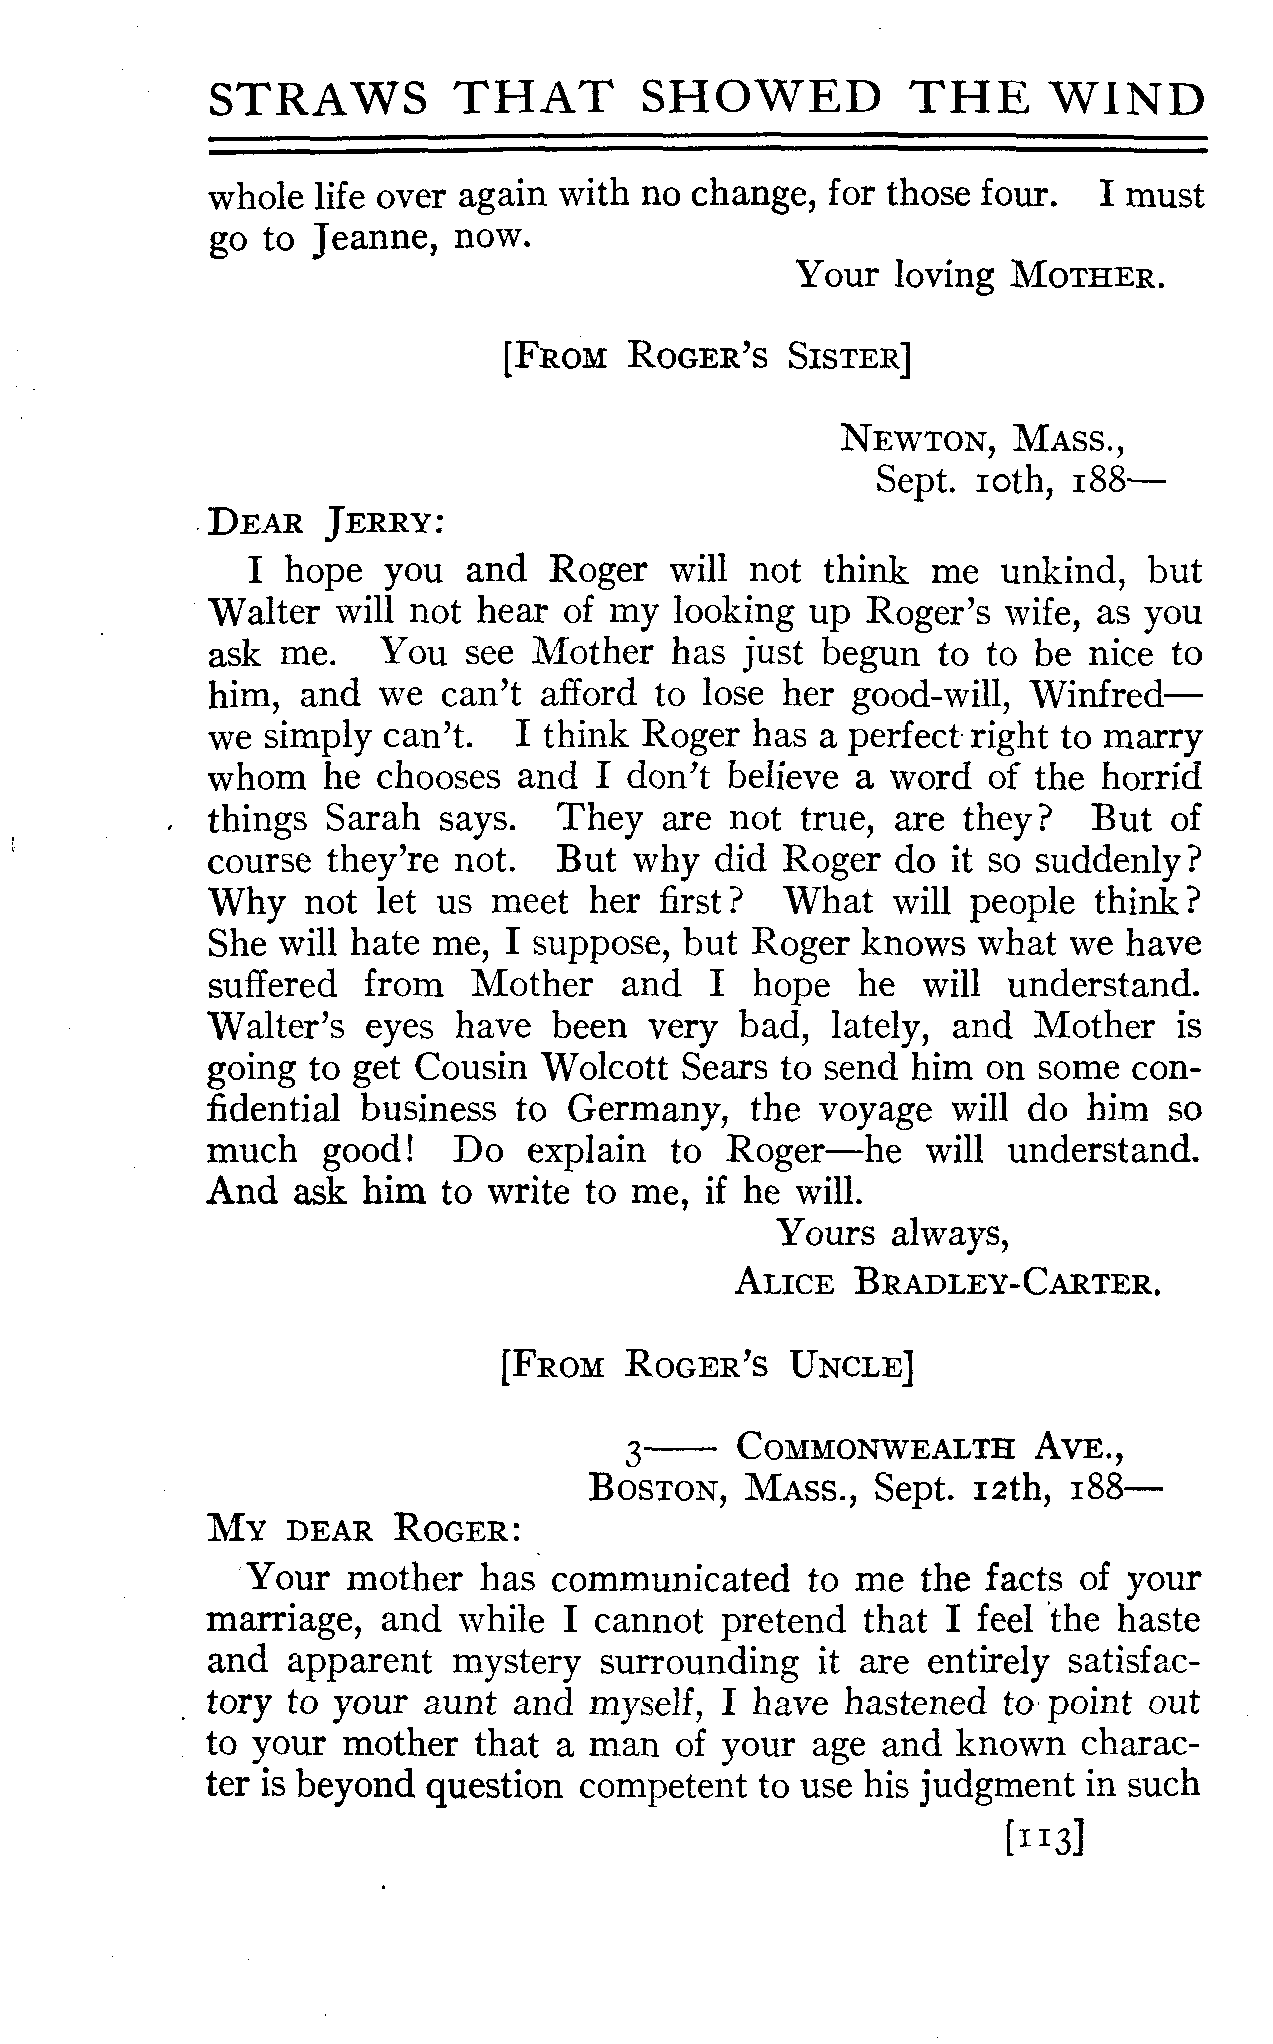 STRAWS THAT SHOWED THE WIND
whole life over again with no change, for those four. I must
go to Jeanne, now.
Your loving MOTHER.
[FROM ROGER'S SISTER]
NEWTON, MASS.,
Sept. 10th, 188—
DEAR JERRY:
I hope you and Roger will not think me unkind, but
Walter will not hear of my looking up Roger's wife, as you
ask me. You see Mother has just begun to to be nice to
him, and we can't afford to lose her good-will, Winfred—
we simply can't. I think Roger has a perfect right to marry
whom he chooses and I don't believe a word of the horrid
things Sarah says. They are not true, are they? But of
course they're not. But why did Roger do it so suddenly?
Why not let us meet her first? What will people think?
She will hate me, I suppose, but Roger knows what we have
suffered from Mother and I hope he will understand.
Walter's eyes have been very bad, lately, and Mother is
going to get Cousin Wolcott Sears to send him on some con-
fidential business to Germany, the voyage will do him so
much good! Do explain to Roger—he will understand.
And ask him to write to me, if he will.
Yours always,
ALICE BRADLEY-CARTER.
[FROM ROGER'S UNCLE]
3—— COMMONWEALTH AVE.,
BOSTON, MASS., Sept. 12th, 188—
MY DEAR ROGER:
Your mother has communicated to me the facts of your
marriage, and while I cannot pretend that I feel the haste
and apparent mystery surrounding it are entirely satisfac-
tory to your aunt and myself, I have hastened to point out
to your mother that a man of your age and known charac-
ter is beyond question competent to use his judgment in such
[113]